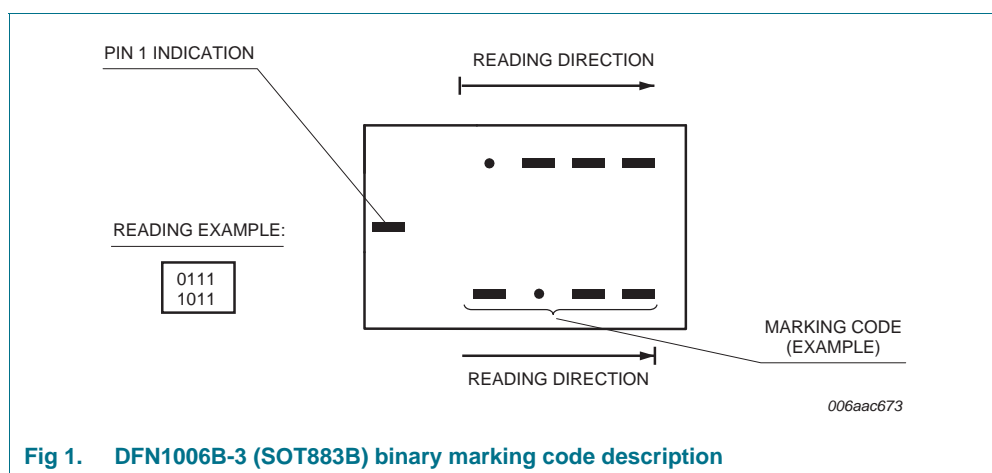 PIN 1 INDICATION
READING DIRECTION
READING EXAMPLE:
0111
1011
MARKING CODE
(EXAMPLE)
READING DIRECTION
006aac673
Fig 1. DFN1006B-3 (SOT883B) binary marking code description